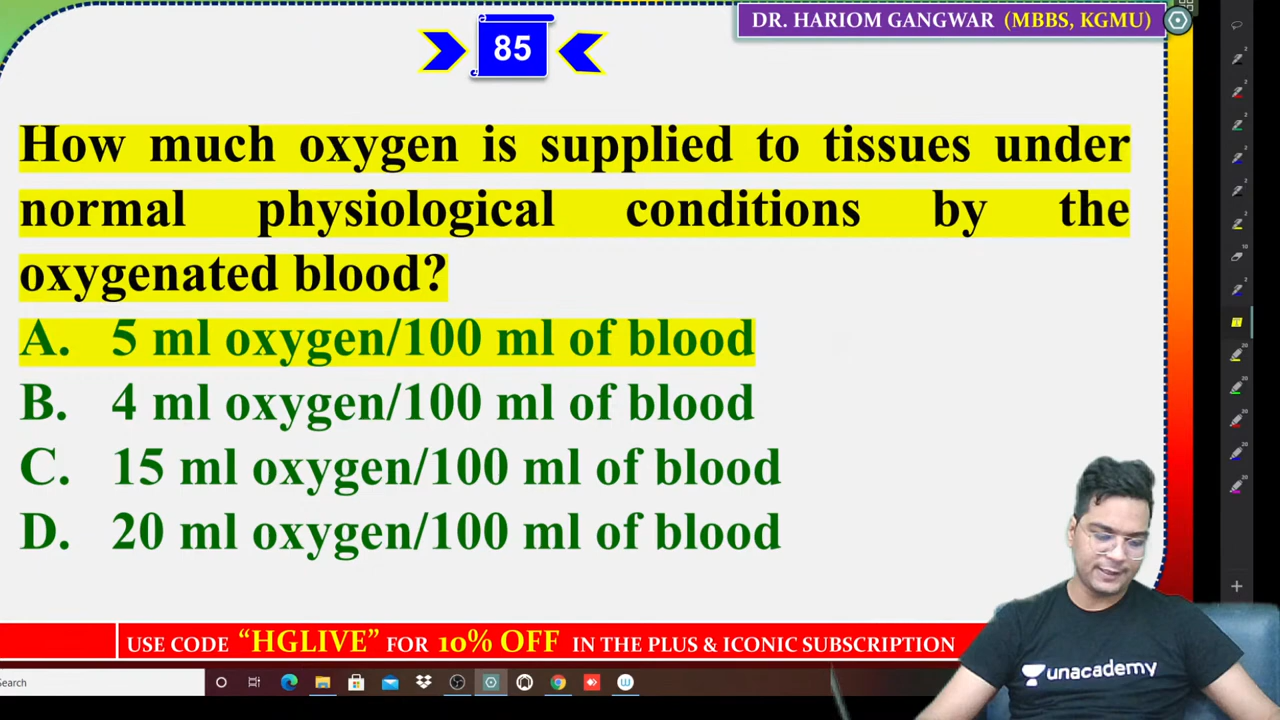 DR. HARIOM GANGWAR (MBBS, KGMU)
85
How much oxygen is supplied to tissues under
normal physiological conditions by the
oxygenated blood?
A. 5 ml oxygen/100 ml of blood
B. 4 ml oxygen/100 ml of blood
C. 15 ml oxygen/100 ml of blood
D. 20 ml oxygen/100 ml of blood
unacademy
USE CODE “HGLIVE” FOR 10% OFF IN THE PLUS & ICONIC SUBSCRIPTION
Search